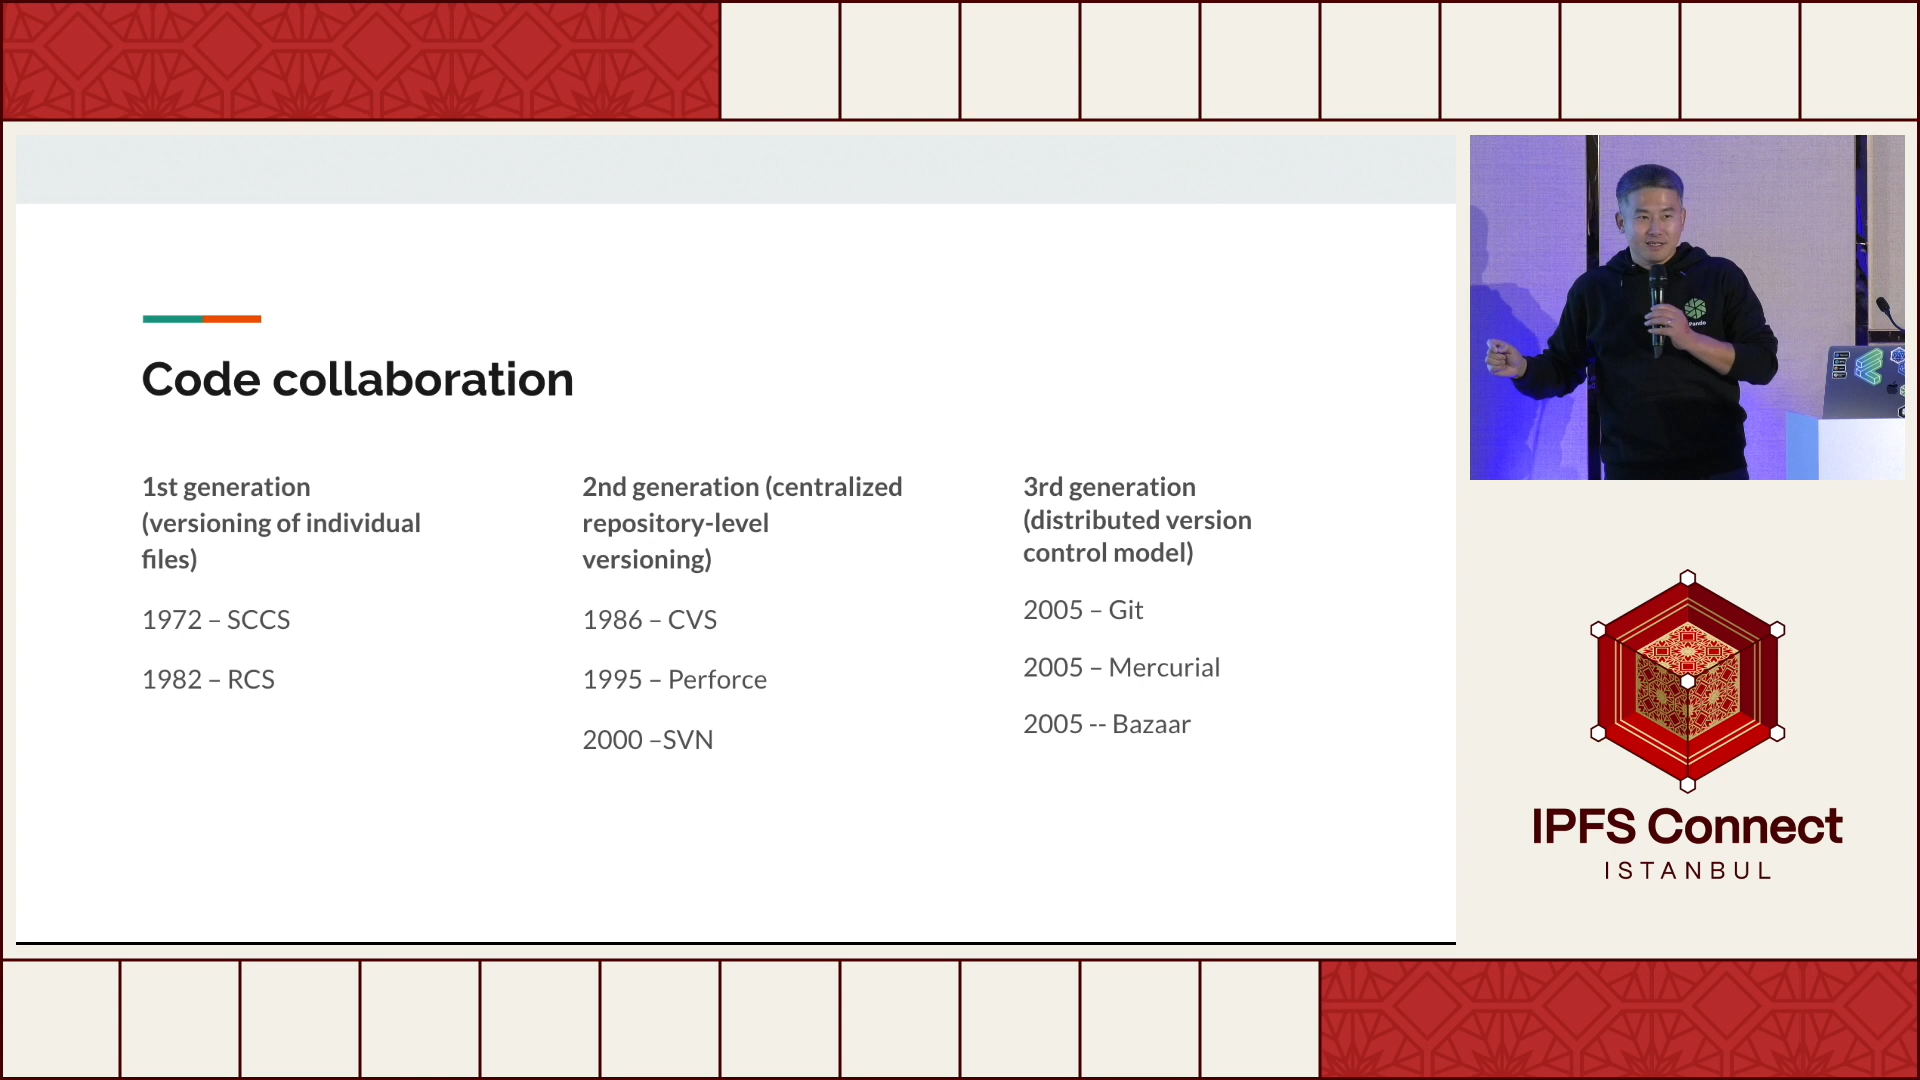 Code collaboration
1st generation
(versioning of individual
files)
1972 – SCCS
1982 – RCS
2nd generation (centralized
repository-level
versioning)
1986 – CVS
1995 – Perforce
2000 –SVN
3rd generation
(distributed version
control model)
2005 – Git
2005 – Mercurial
2005 -- Bazaar
Pando
IPFS Connect
ISTANBUL